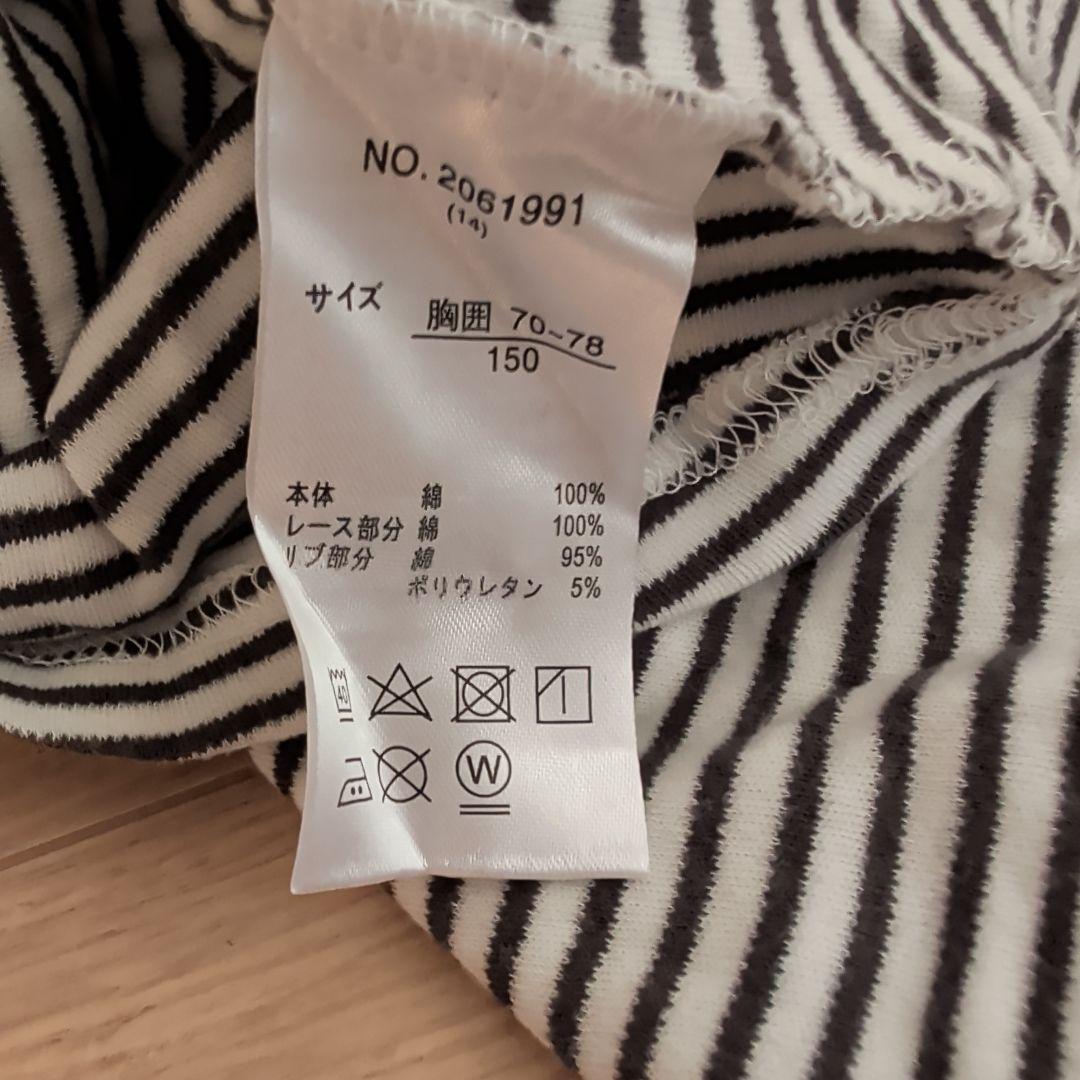 NO. 2061991
(14)
サイズ 胸囲 70-78
150
本体 綿 100%
レース部分 綿 100%
リブ部分 綿 95%
ポリウレタン 5%
40
W